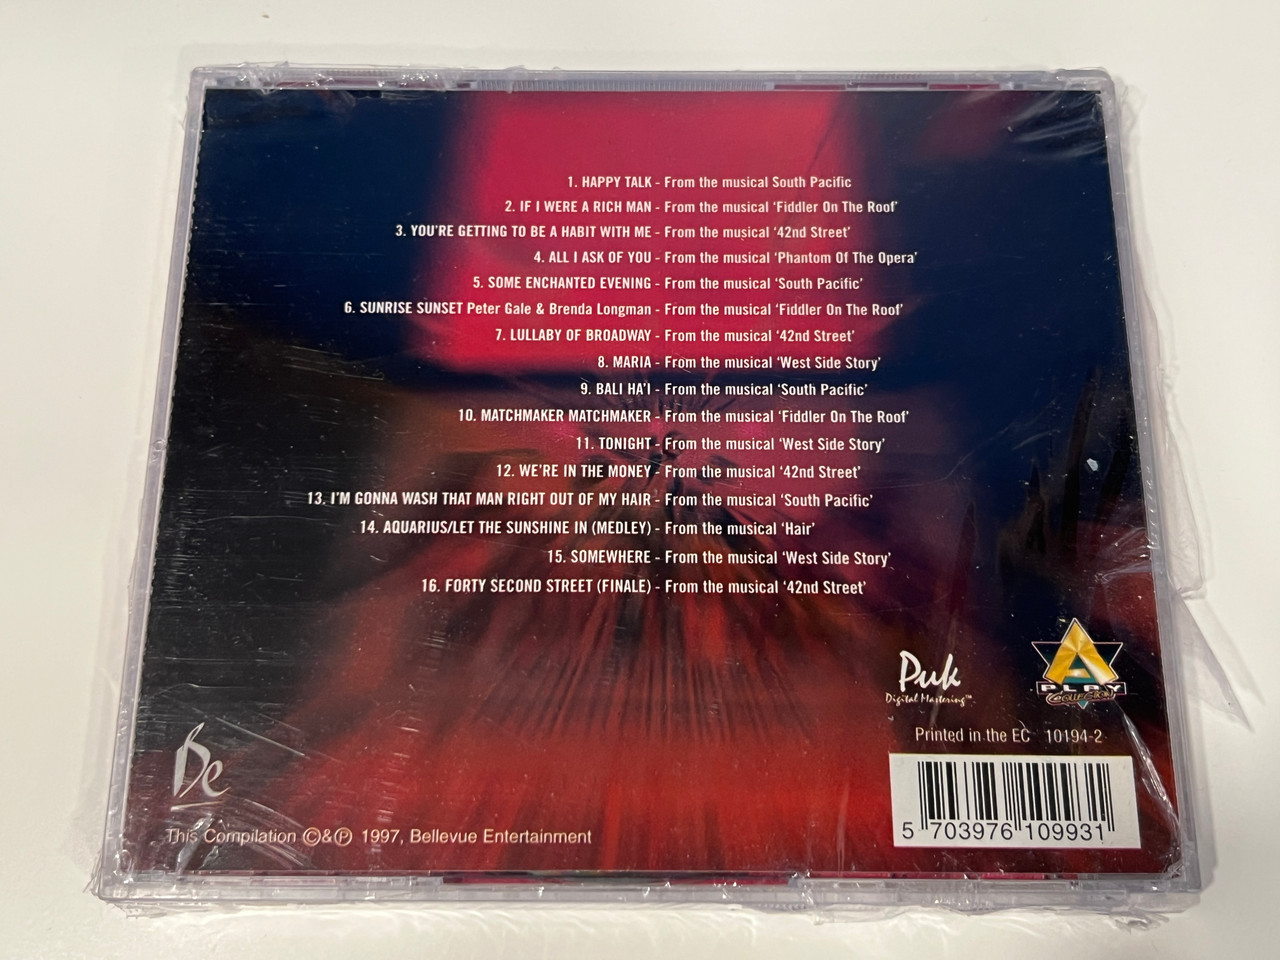 1. HAPPY TALK - From the musical South Pacific
2. IF I WERE A RICH MAN - From the musical ‘Fiddler On The Roof’
3. YOU’RE GETTING TO BE A HABIT WITH ME - From the musical ‘42nd Street’
4. ALL I ASK OF YOU - From the musical ‘Phantom Of The Opera’
5. SOME ENCHANTED EVENING - From the musical ‘South Pacific’
6. SUNRISE SUNSET Peter Gale & Brenda Longman - From the musical ‘Fiddler On The Roof’
7. LULLABY OF BROADWAY - From the musical ‘42nd Street’
8. MARIA - From the musical ‘West Side Story’
9. BALI HA’I - From the musical ‘South Pacific’
10. MATCHMAKER MATCHMAKER - From the musical ‘Fiddler On The Roof’
11. TONIGHT - From the musical ‘West Side Story’
12. WE’RE IN THE MONEY - From the musical ‘42nd Street’
13. I’M GONNA WASH THAT MAN RIGHT OUT OF MY HAIR - From the musical ‘South Pacific’
14. AQUARIUS/LET THE SUNSHINE IN (MEDLEY) - From the musical ‘Hair’
15. SOMEWHERE - From the musical ‘West Side Story’
16. FORTY SECOND STREET (FINALE) - From the musical ‘42nd Street’
Puk
Digital Mastering™
A
PLAY
COLLECTION
Printed in the EC 10194-2
Be
This Compilation ©&℗ 1997, Bellevue Entertainment
5 703976 109931